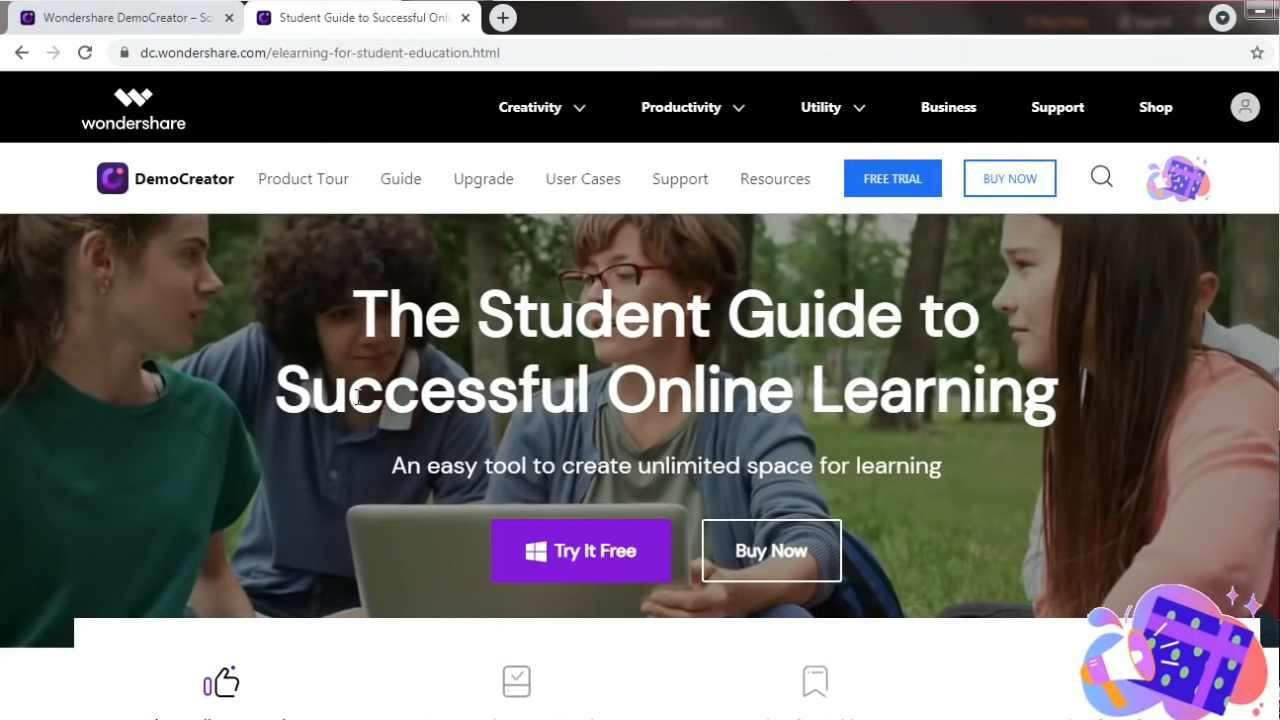 Wondershare DemoCreator – Sc
Student Guide to Successful Onli
dc.wondershare.com/elearning-for-student-education.html
wondershare
Creativity
Productivity
Utility
Business
Support
Shop
DemoCreator
Product Tour
Guide
Upgrade
User Cases
Support
Resources
FREE TRIAL
BUY NOW
The Student Guide to
Successful Online Learning
An easy tool to create unlimited space for learning
Try It Free
Buy Now